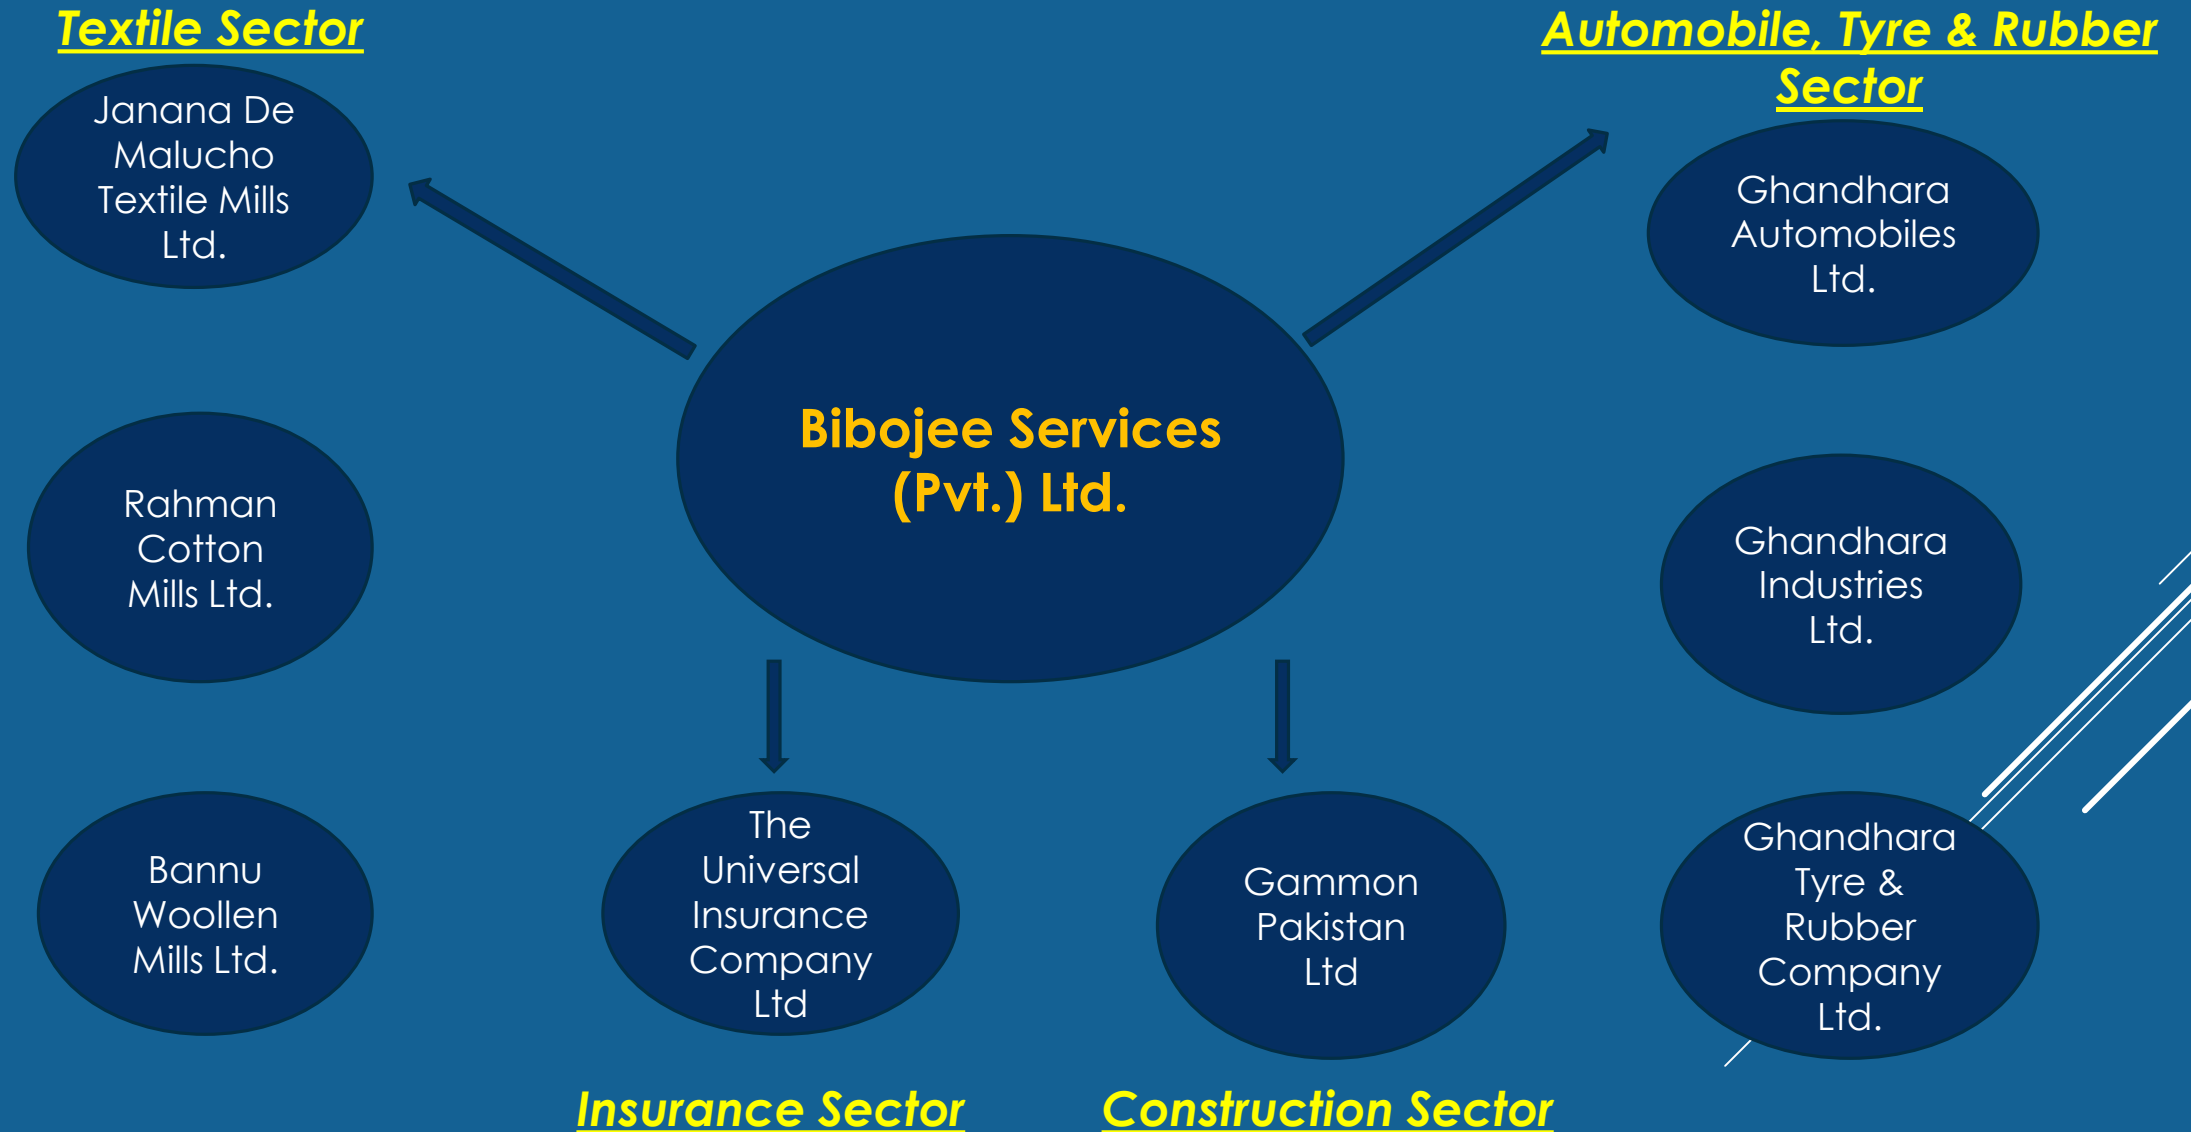 Textile Sector
Janana De
Malucho
Textile Mills
Ltd.
Rahman
Cotton
Mills Ltd.
Bannu
Woollen
Mills Ltd.
Bibojee Services
(Pvt.) Ltd.
The
Universal
Insurance
Company
Ltd
Insurance Sector
Gammon
Pakistan
Ltd
Construction Sector
Automobile, Tyre & Rubber
Sector
Ghandhara
Automobiles
Ltd.
Ghandhara
Industries
Ltd.
Ghandhara
Tyre &
Rubber
Company
Ltd.